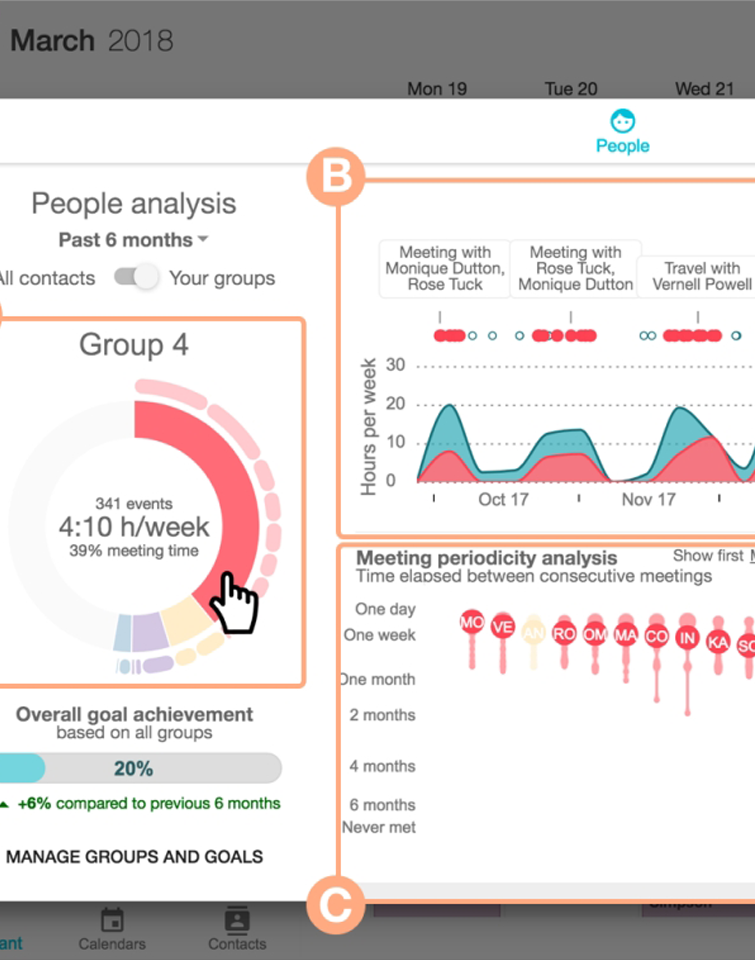 March 2018
Mon 19 Tue 20 Wed 21
People
B
People analysis
Past 6 months
All contacts Your groups
Group 4
341 events
4:10 h/week
39% meeting time
Overall goal achievement
based on all groups
20%
+6% compared to previous 6 months
MANAGE GROUPS AND GOALS
Meeting with
Monique Dutton,
Rose Tuck
Meeting with
Rose Tuck,
Monique Dutton
Travel with
Vernell Powell
Hours per week
30
20
10
0
Oct 17 Nov 17
Meeting periodicity analysis
Show first
Time elapsed between consecutive meetings
One day
One week
One month
2 months
4 months
6 months
Never met
MO VE AN RO OM MA CO IN KA SO
C
Simpson
ant Calendars Contacts